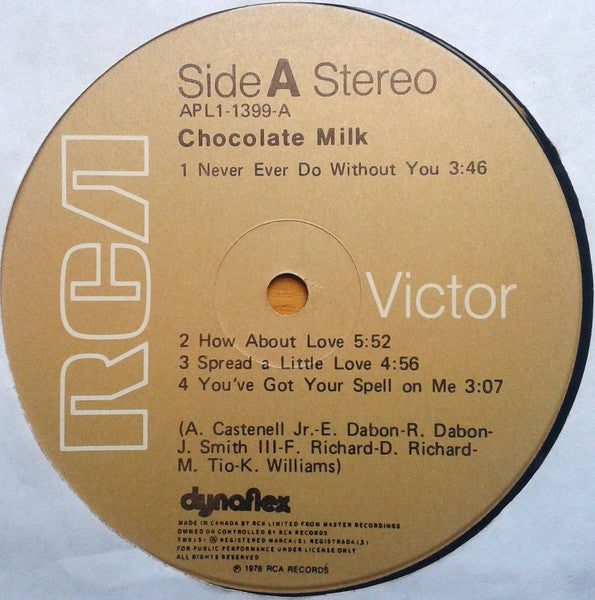 Side A Stereo
APL1-1399-A
Chocolate Milk
1 Never Ever Do Without You 3:46
RCA
Victor
2 How About Love 5:52
3 Spread a Little Love 4:56
4 You've Got Your Spell on Me 3:07
(A. Castenell Jr.-E. Dabon-R. Dabon-
J. Smith III-F. Richard-D. Richard-
M. Tio-K. Williams)
dynaflex
MADE IN CANADA BY RCA LIMITED FROM MASTER RECORDINGS
OWNED OR CONTROLLED BY RCA RECORDS
TMK(S) ® REGISTERED MARCA(S) REGISTRADA(S)
FOR PUBLIC PERFORMANCE UNDER LICENSE ONLY
ALL RIGHTS RESERVED
℗ 1976 RCA RECORDS